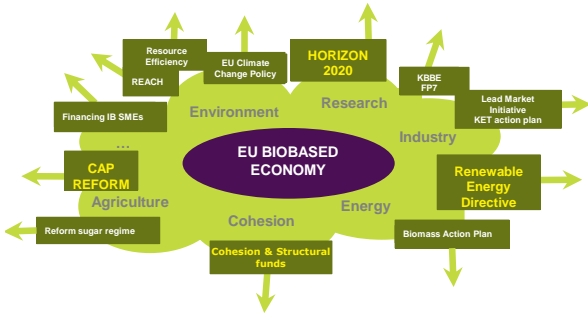 Resource
Efficiency
REACH
EU Climate
Change Policy
HORIZON
2020
KBBE
FP7
Lead Market
Initiative
KET action plan
Financing IB SMEs
...
Environment
Research
Industry
EU BIOBASED
ECONOMY
CAP
REFORM
Renewable
Energy
Directive
Agriculture
Energy
Cohesion
Reform sugar regime
Biomass Action Plan
Cohesion & Structural
funds